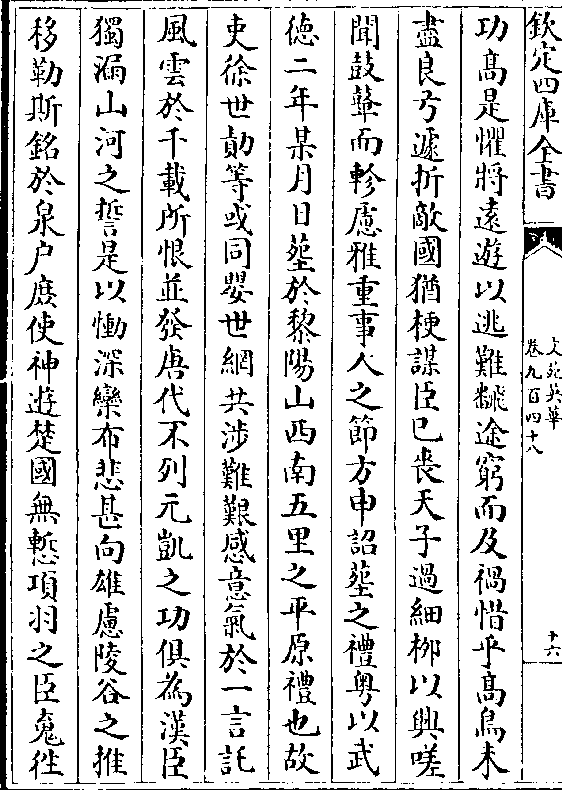 欽定四庫全書
文苑英華
卷九百四十八
十六
功髙是懼將逺遊以逃難翻途窮而及禍惜乎髙鳥未
盡良弓遽折敵國猶梗謀臣已喪天子過細栁以興嗟
聞鼓鼙而軫慮雅重事人之節方申詔塟之禮粤以武
徳二年某月日塟於黎陽山西南五里之平原禮也故
吏徐世勣等或同嬰世網共涉難艱感意氣於一言託
風雲於千載所恨並發唐代不列元凱之功俱為漢臣
獨漏山河之誓是以慟深欒布悲甚向雄慮陵谷之推
移勒斯銘於泉户庶使神遊楚國無慙項羽之臣䰟徃